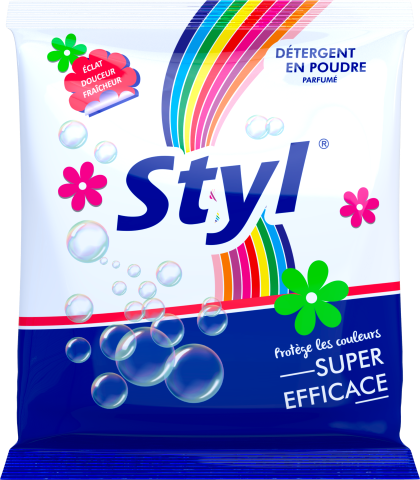 ÉCLAT
DOUCEUR
FRAÎCHEUR
DÉTERGENT
EN POUDRE
PARFUMÉ
Styl®
Protège les couleurs
SUPER
EFFICACE